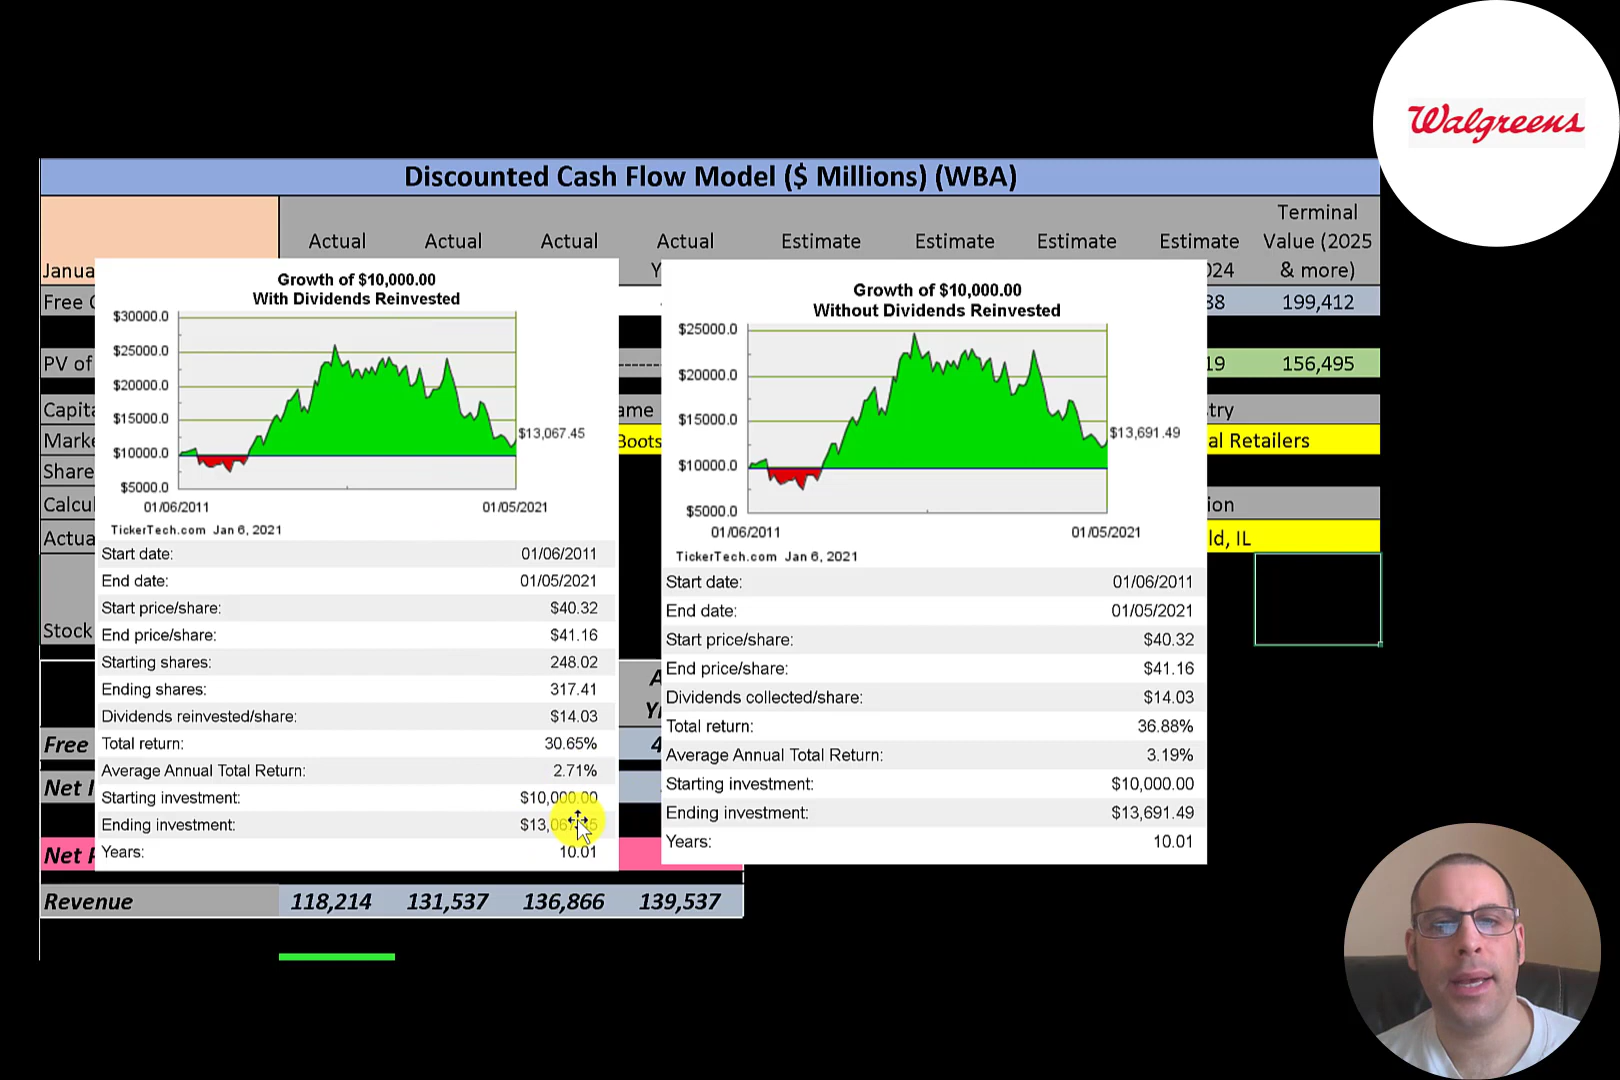 Walgreens
Discounted Cash Flow Model ($ Millions) (WBA)
Terminal
Actual Actual Actual Actual Estimate Estimate Estimate Estimate Value (2025
Janua Y 024 & more)
Free C 38 199,412
PV of ------ 19 156,495
Capita ame try
Marke Boots al Retailers
Share
Calcul ion
Actua ld, IL
Stock
Free 4
Net I
Net P
Revenue 118,214 131,537 136,866 139,537
Growth of $10,000.00
With Dividends Reinvested
$30000.0
$25000.0
$20000.0
$15000.0
$13,067.45
$10000.0
$5000.0
01/06/2011 01/05/2021
TickerTech.com Jan 6, 2021
Start date: 01/06/2011
End date: 01/05/2021
Start price/share: $40.32
End price/share: $41.16
Starting shares: 248.02
Ending shares: 317.41
Dividends reinvested/share: $14.03
Total return: 30.65%
Average Annual Total Return: 2.71%
Starting investment: $10,000.00
Ending investment:
Years: 10.01
Growth of $10,000.00
Without Dividends Reinvested
$25000.0
$20000.0
$15000.0
$13,691.49
$10000.0
$5000.0
01/06/2011 01/05/2021
TickerTech.com Jan 6, 2021
Start date: 01/06/2011
End date: 01/05/2021
Start price/share: $40.32
End price/share: $41.16
Dividends collected/share: $14.03
Total return: 36.88%
Average Annual Total Return: 3.19%
Starting investment: $10,000.00
Ending investment: $13,691.49
Years: 10.01